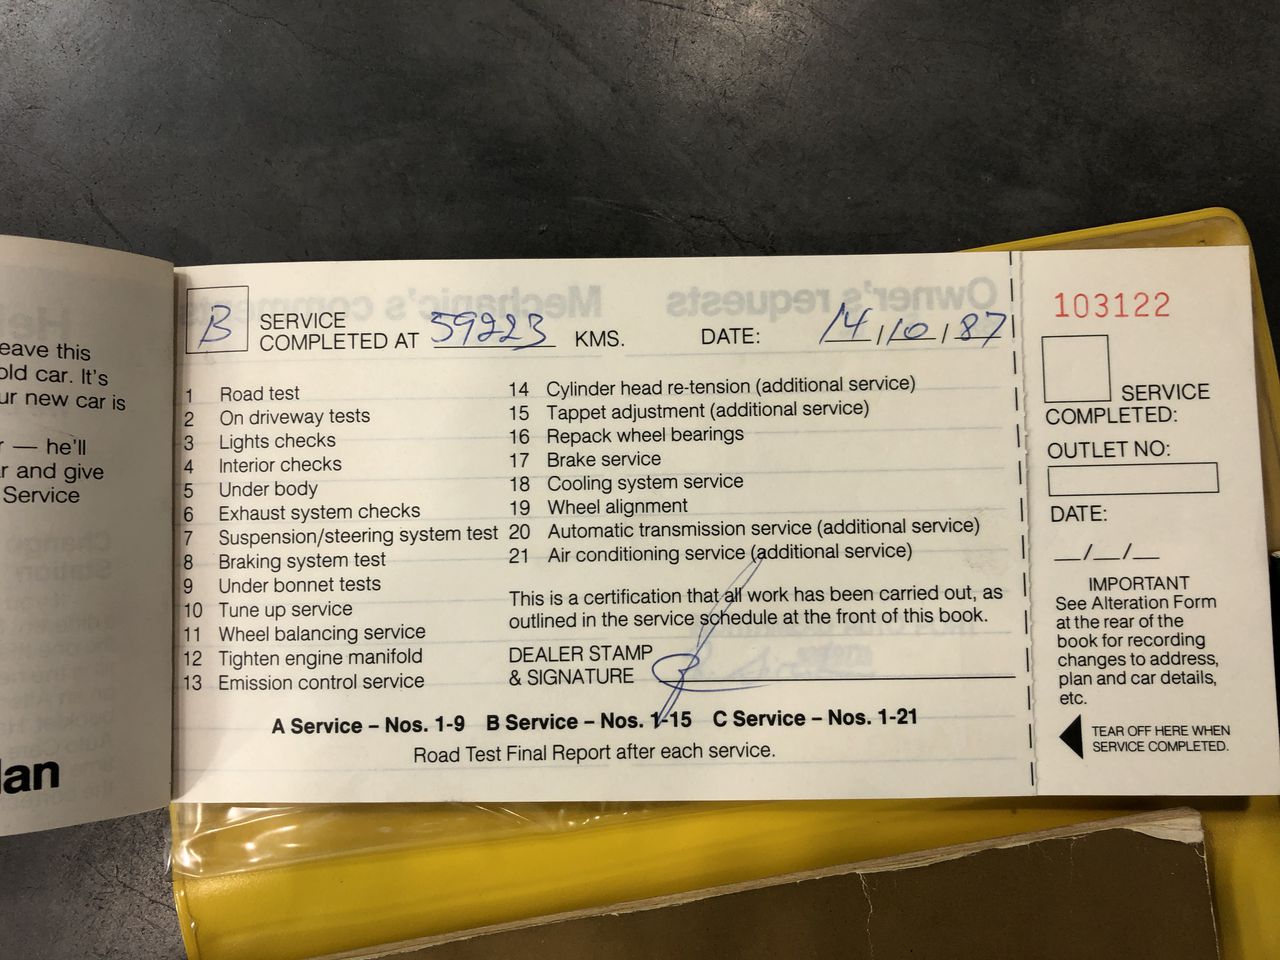 eave this
old car. It's
ur new car is
r — he'll
ar and give
Service
lan
B SERVICE
COMPLETED AT 59223 KMS. DATE: 14/10/87
1 Road test
2 On driveway tests
3 Lights checks
4 Interior checks
5 Under body
6 Exhaust system checks
7 Suspension/steering system test
8 Braking system test
9 Under bonnet tests
10 Tune up service
11 Wheel balancing service
12 Tighten engine manifold
13 Emission control service
14 Cylinder head re-tension (additional service)
15 Tappet adjustment (additional service)
16 Repack wheel bearings
17 Brake service
18 Cooling system service
19 Wheel alignment
20 Automatic transmission service (additional service)
21 Air conditioning service (additional service)
This is a certification that all work has been carried out, as
outlined in the service schedule at the front of this book.
DEALER STAMP
& SIGNATURE
A Service – Nos. 1-9 B Service – Nos. 1-15 C Service – Nos. 1-21
Road Test Final Report after each service.
103122
SERVICE
COMPLETED:
OUTLET NO:
DATE:
__/__/__
IMPORTANT
See Alteration Form
at the rear of the
book for recording
changes to address,
plan and car details,
etc.
TEAR OFF HERE WHEN
SERVICE COMPLETED.